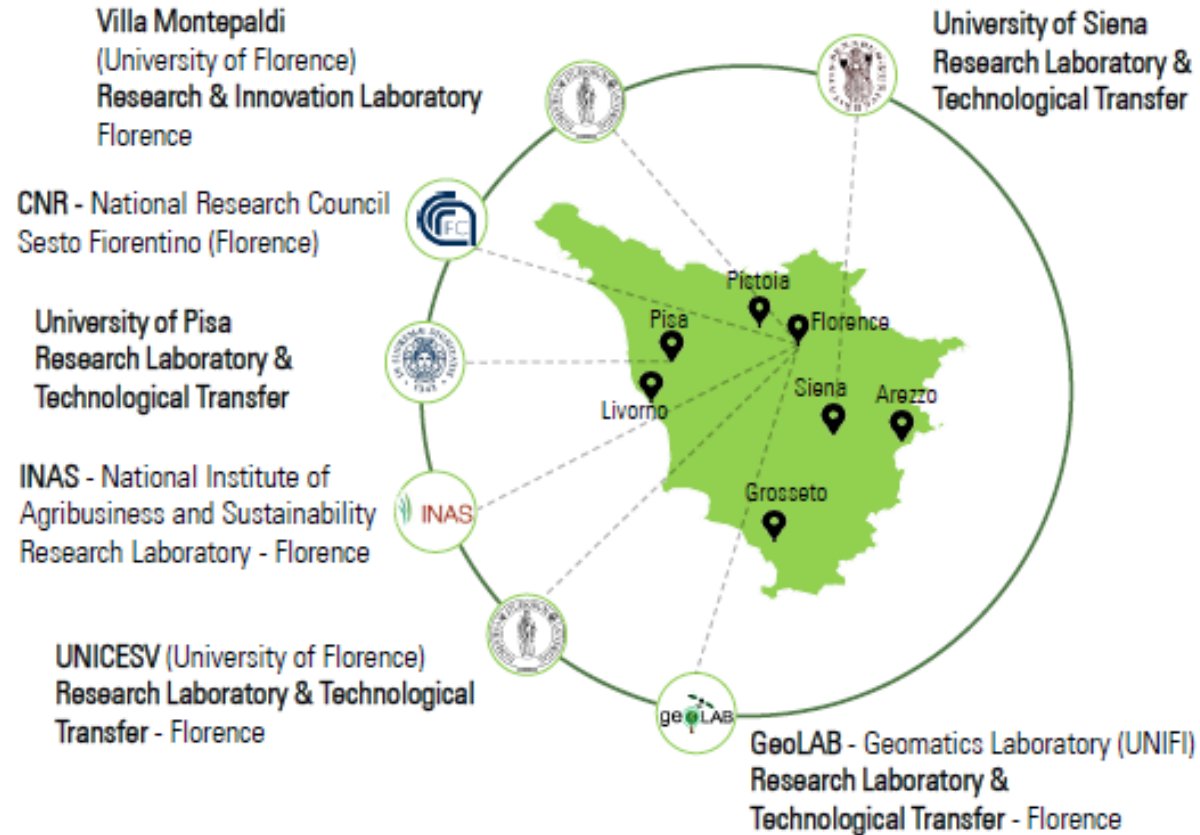 Villa Montepaldi
(University of Florence)
Research & Innovation Laboratory
Florence
University of Siena
Research Laboratory &
Technological Transfer
CNR - National Research Council
Sesto Fiorentino (Florence)
IFC
University of Pisa
Research Laboratory &
Technological Transfer
INAS - National Institute of
Agribusiness and Sustainability
Research Laboratory - Florence
INAS
UNICESV (University of Florence)
Research Laboratory & Technological
Transfer - Florence
geoLAB
GeoLAB - Geomatics Laboratory (UNIFI)
Research Laboratory &
Technological Transfer - Florence
Pistoia
Pisa
Florence
Livorno
Siena
Arezzo
Grosseto